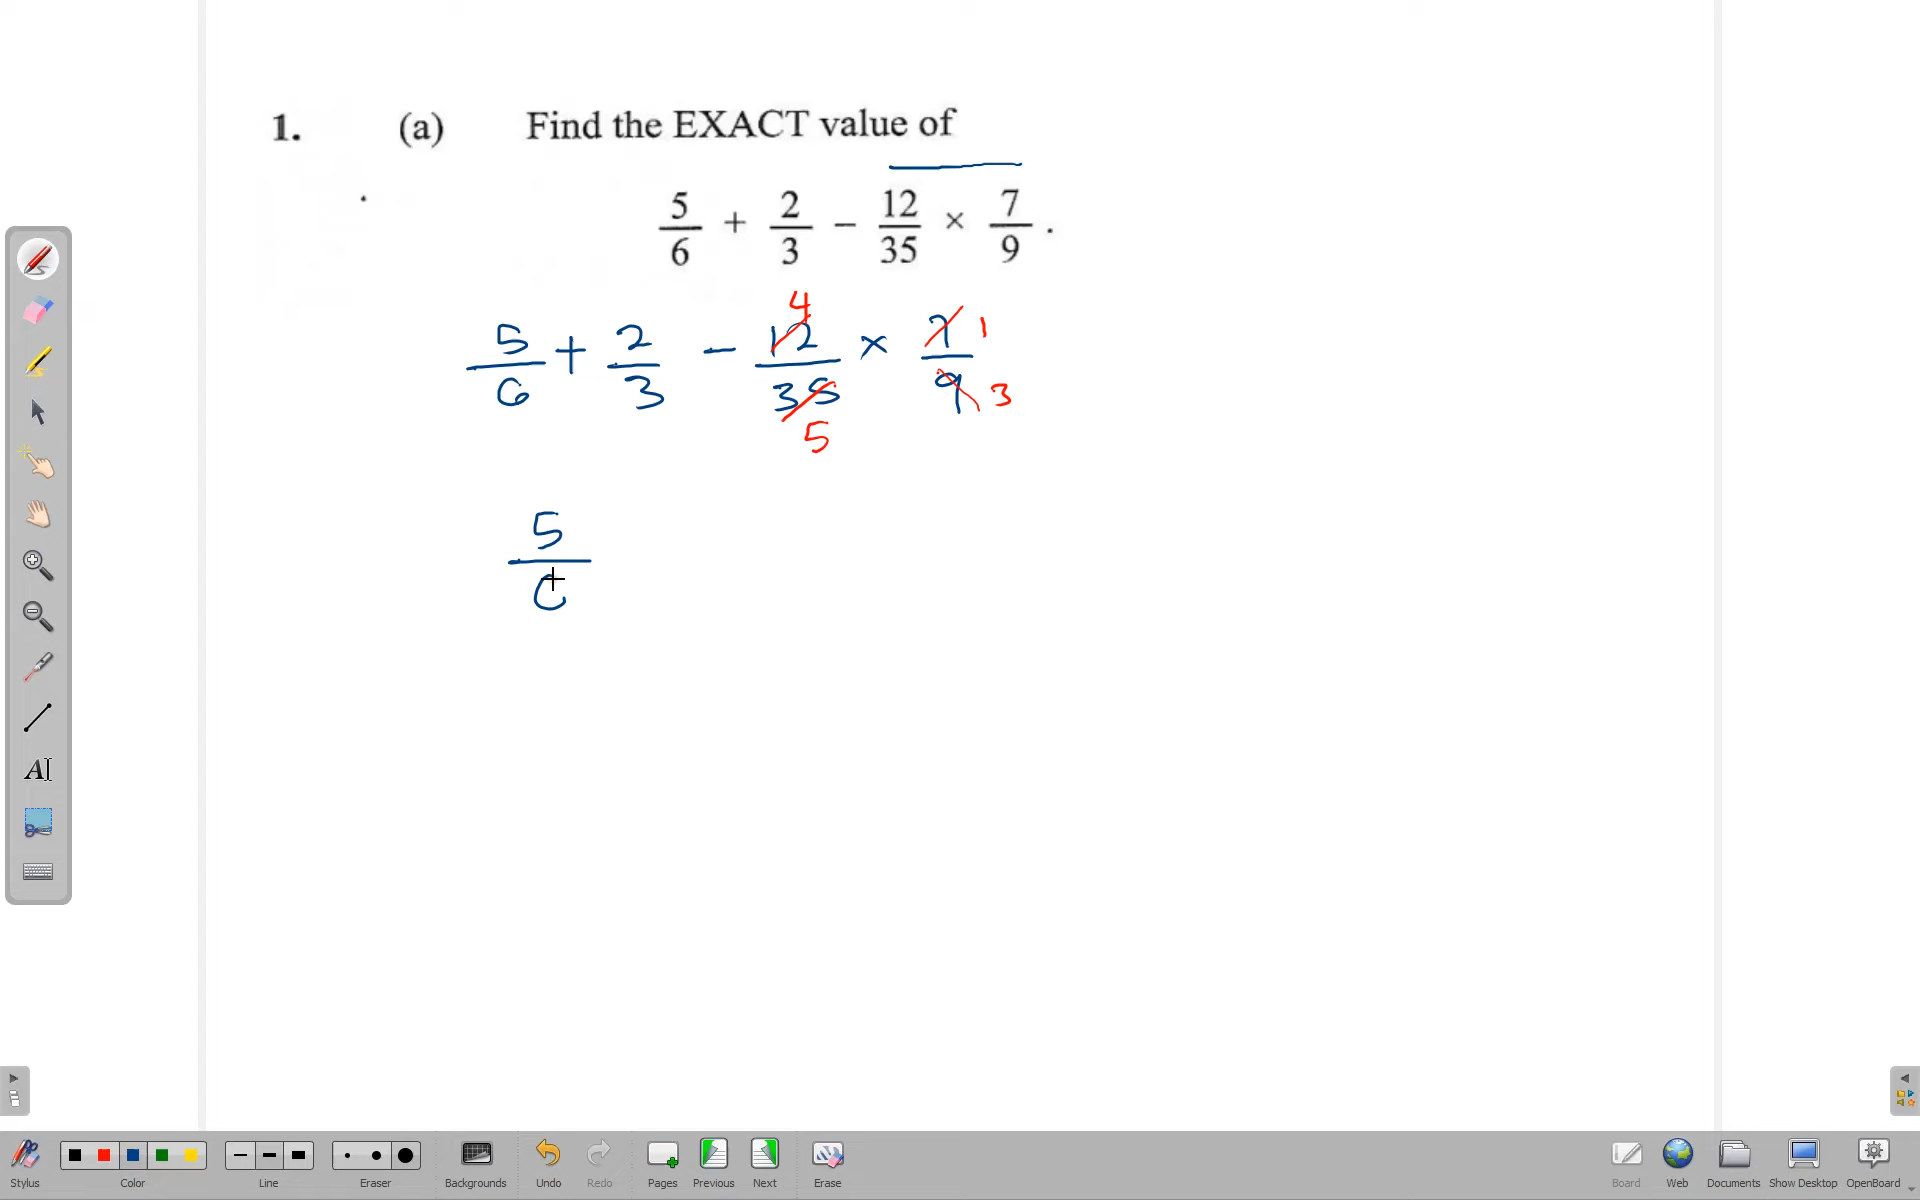 1. (a) Find the EXACT value of
5/6 + 2/3 − 12/35 × 7/9 .
4
5/6 + 2/3 − 12/35 × 7/9 1
3
5
5
Stylus Color Line Eraser Backgrounds Undo Redo Pages Previous Next Erase Board Web Documents Show Desktop OpenBoard